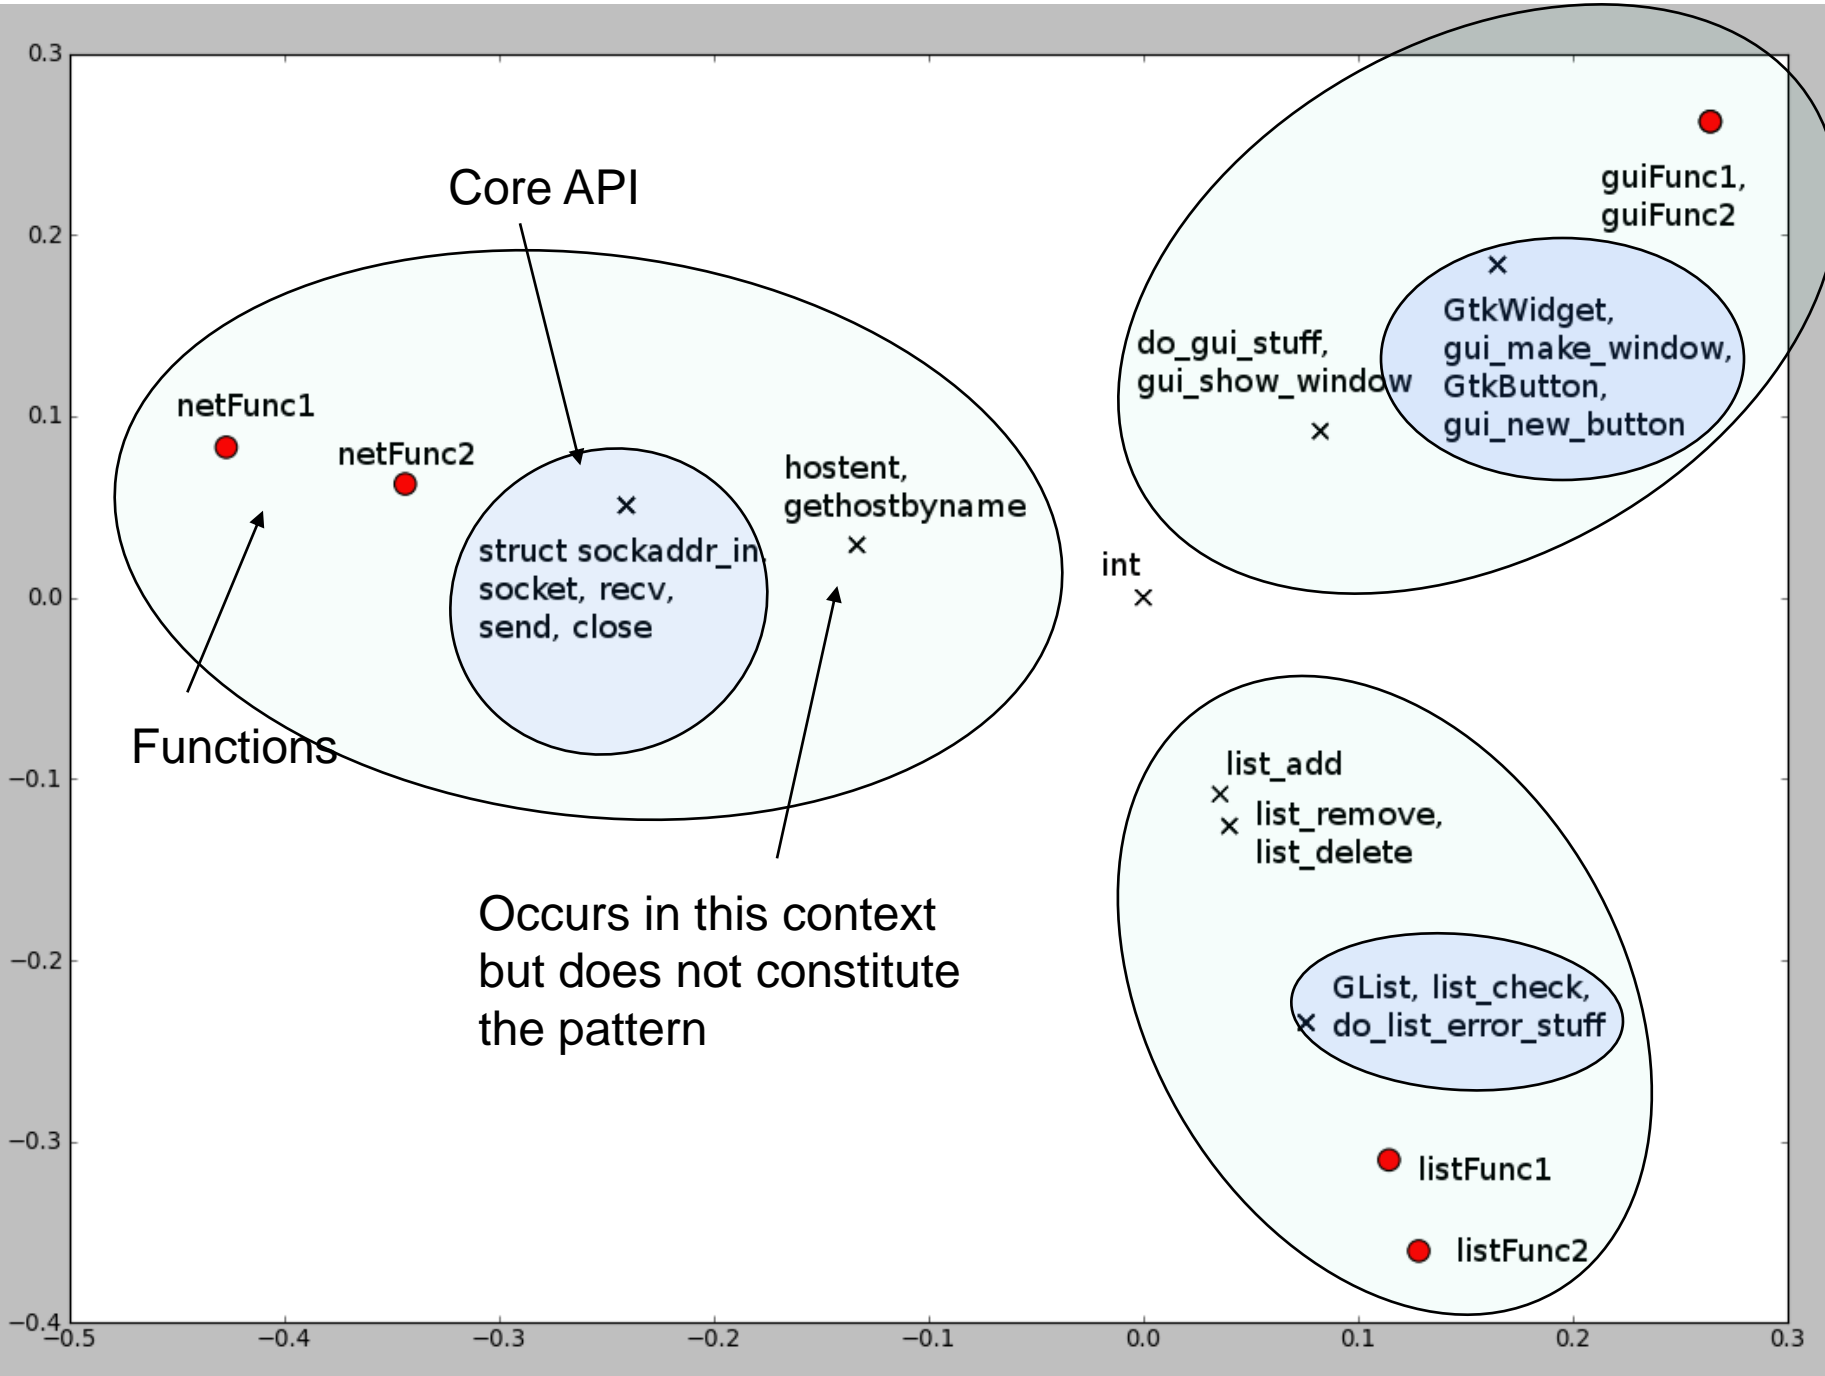 0.3
0.2
0.1
0.0
−0.1
−0.2
−0.3
−0.4
−0.5
−0.4
−0.3
−0.2
−0.1
0.0
0.1
0.2
0.3
Core API
netFunc1
netFunc2
struct sockaddr_in,
socket, recv,
send, close
hostent,
gethostbyname
Functions
Occurs in this context
but does not constitute
the pattern
int
guiFunc1,
guiFunc2
do_gui_stuff,
gui_show_window
GtkWidget,
gui_make_window,
GtkButton,
gui_new_button
list_add
list_remove,
list_delete
GList, list_check,
do_list_error_stuff
listFunc1
listFunc2